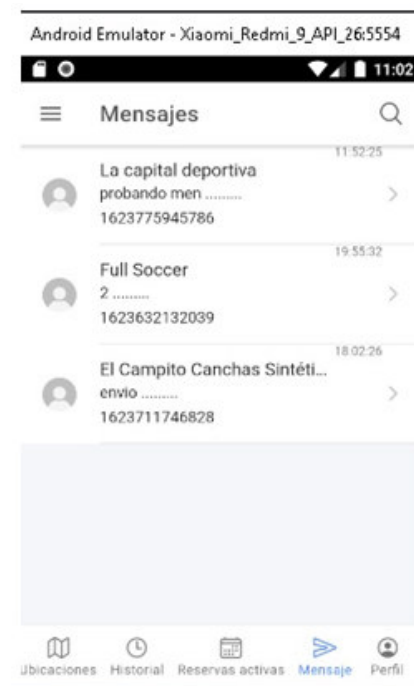 Android Emulator - Xiaomi_Redmi_9_API_26:5554
11:02
Mensajes
11:52:25
La capital deportiva
probando men .........
1623775945786
19:55:32
Full Soccer
2 .........
1623632132039
18:02:26
El Campito Canchas Sintéti...
envio .........
1623711746828
Ubicaciones Historial Reservas activas Mensaje Perfil